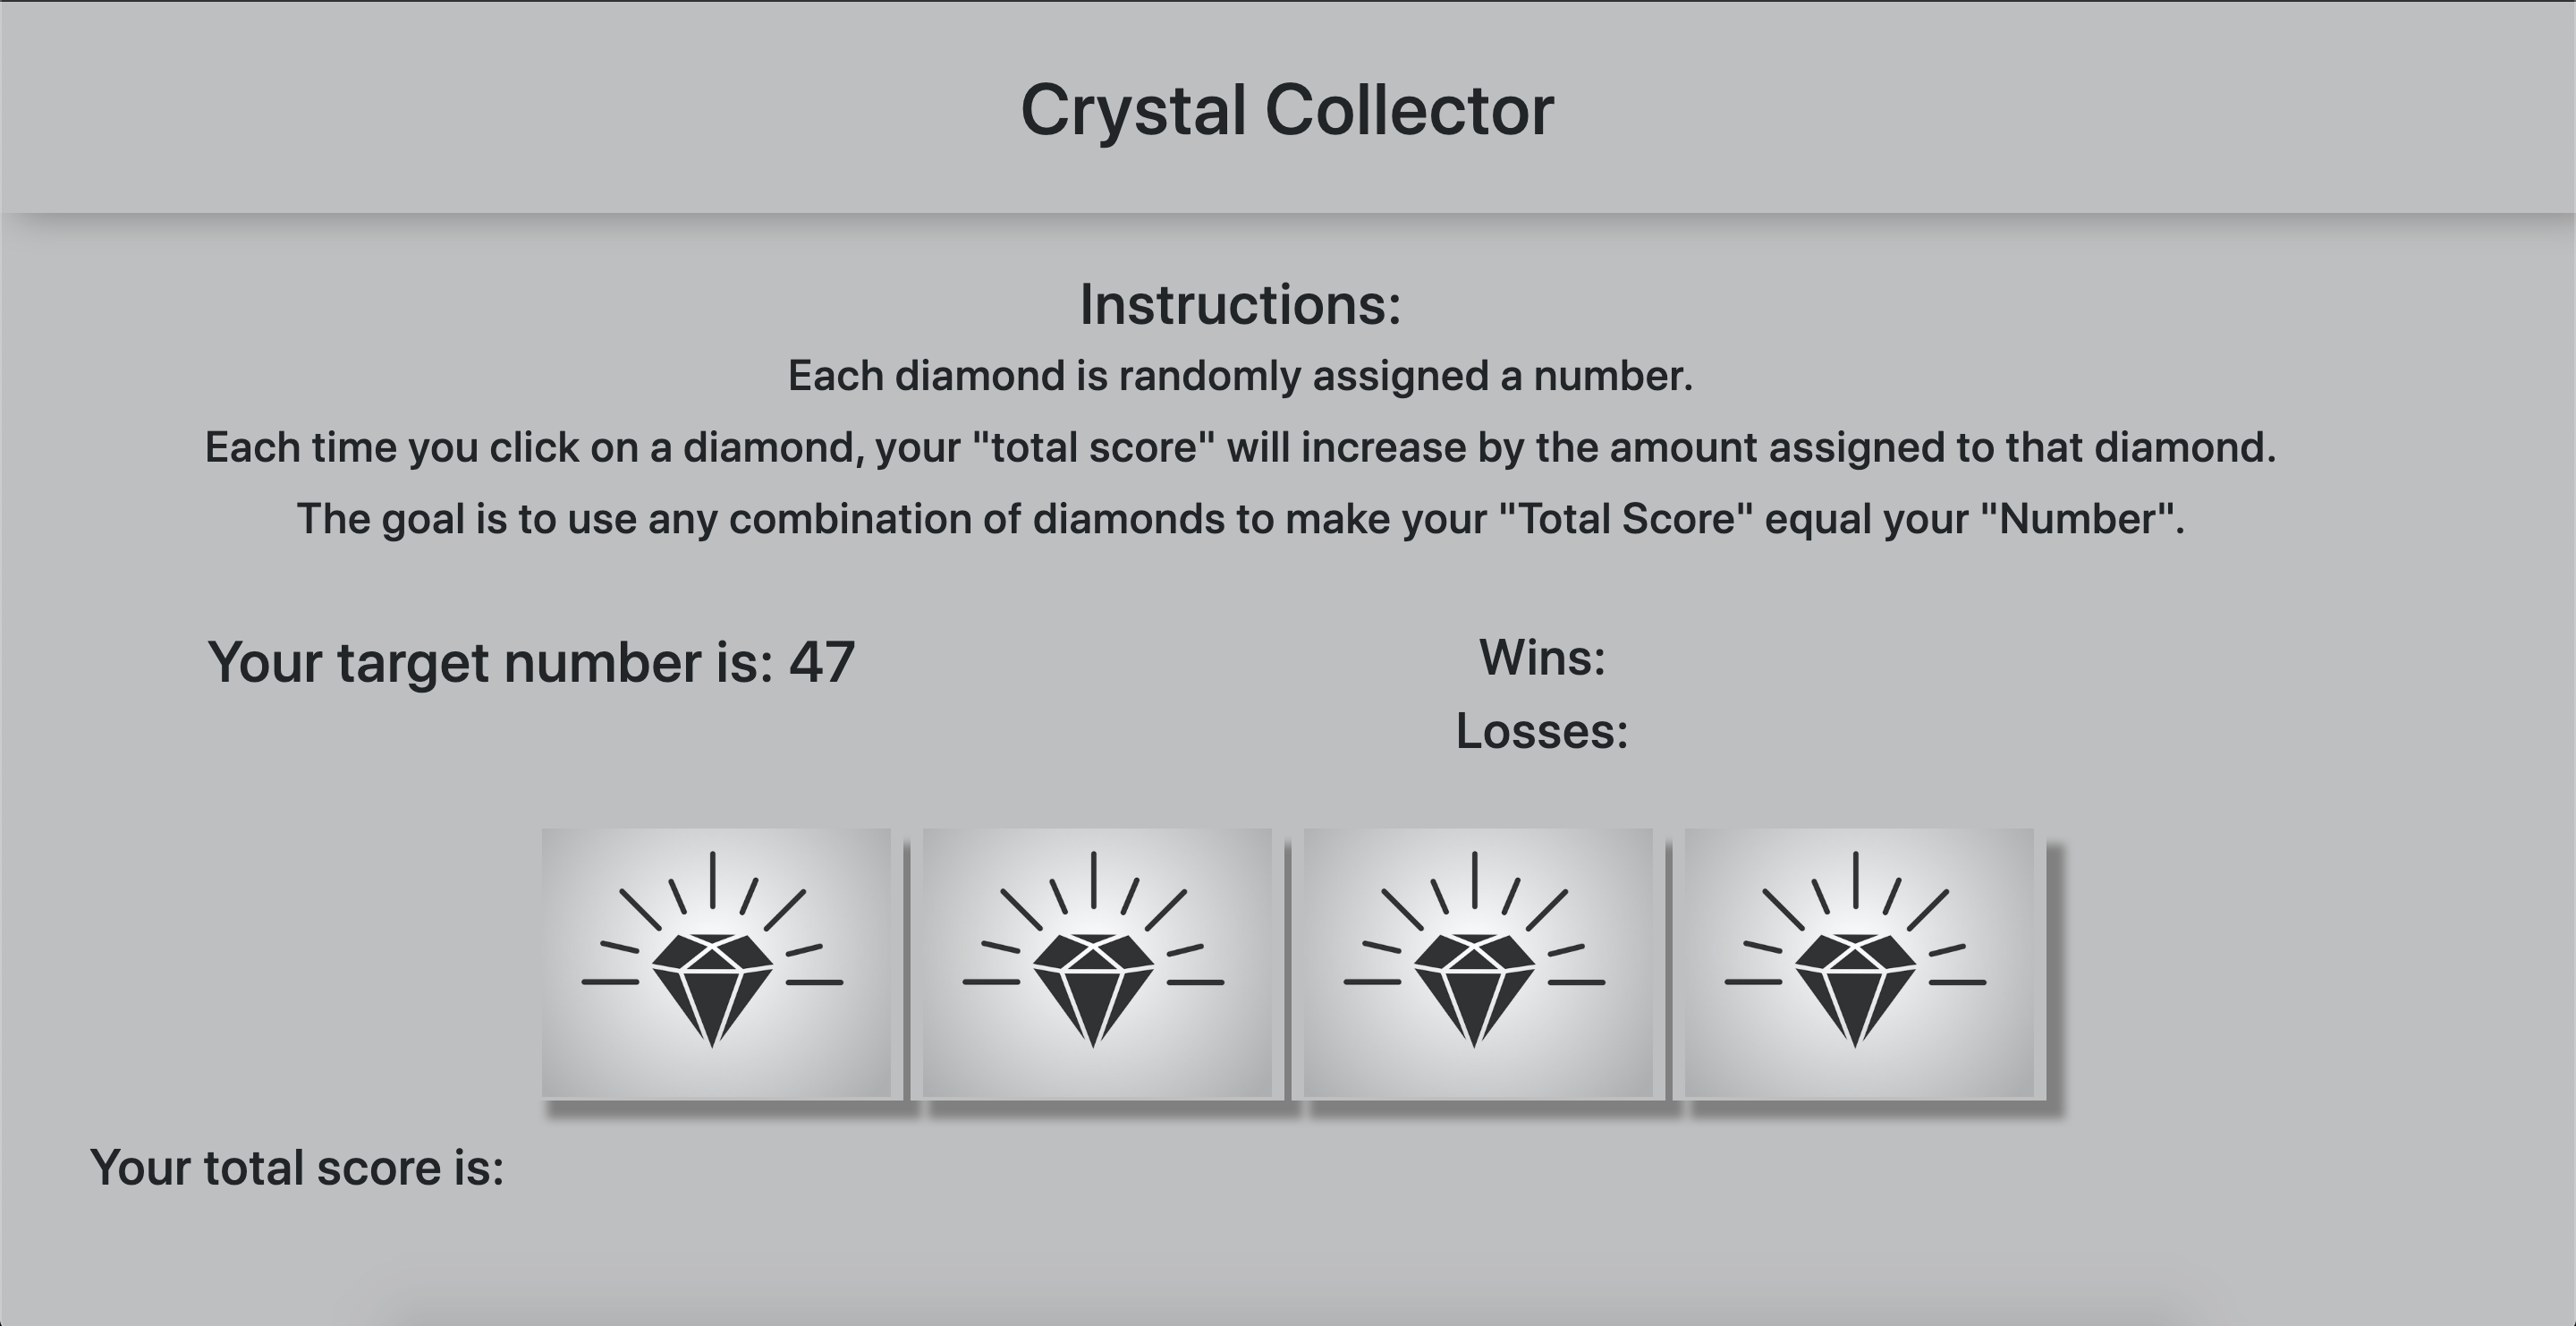 Crystal Collector
Instructions:
Each diamond is randomly assigned a number.
Each time you click on a diamond, your "total score" will increase by the amount assigned to that diamond.
The goal is to use any combination of diamonds to make your "Total Score" equal your "Number".
Your target number is: 47
Wins:
Losses:
Your total score is: